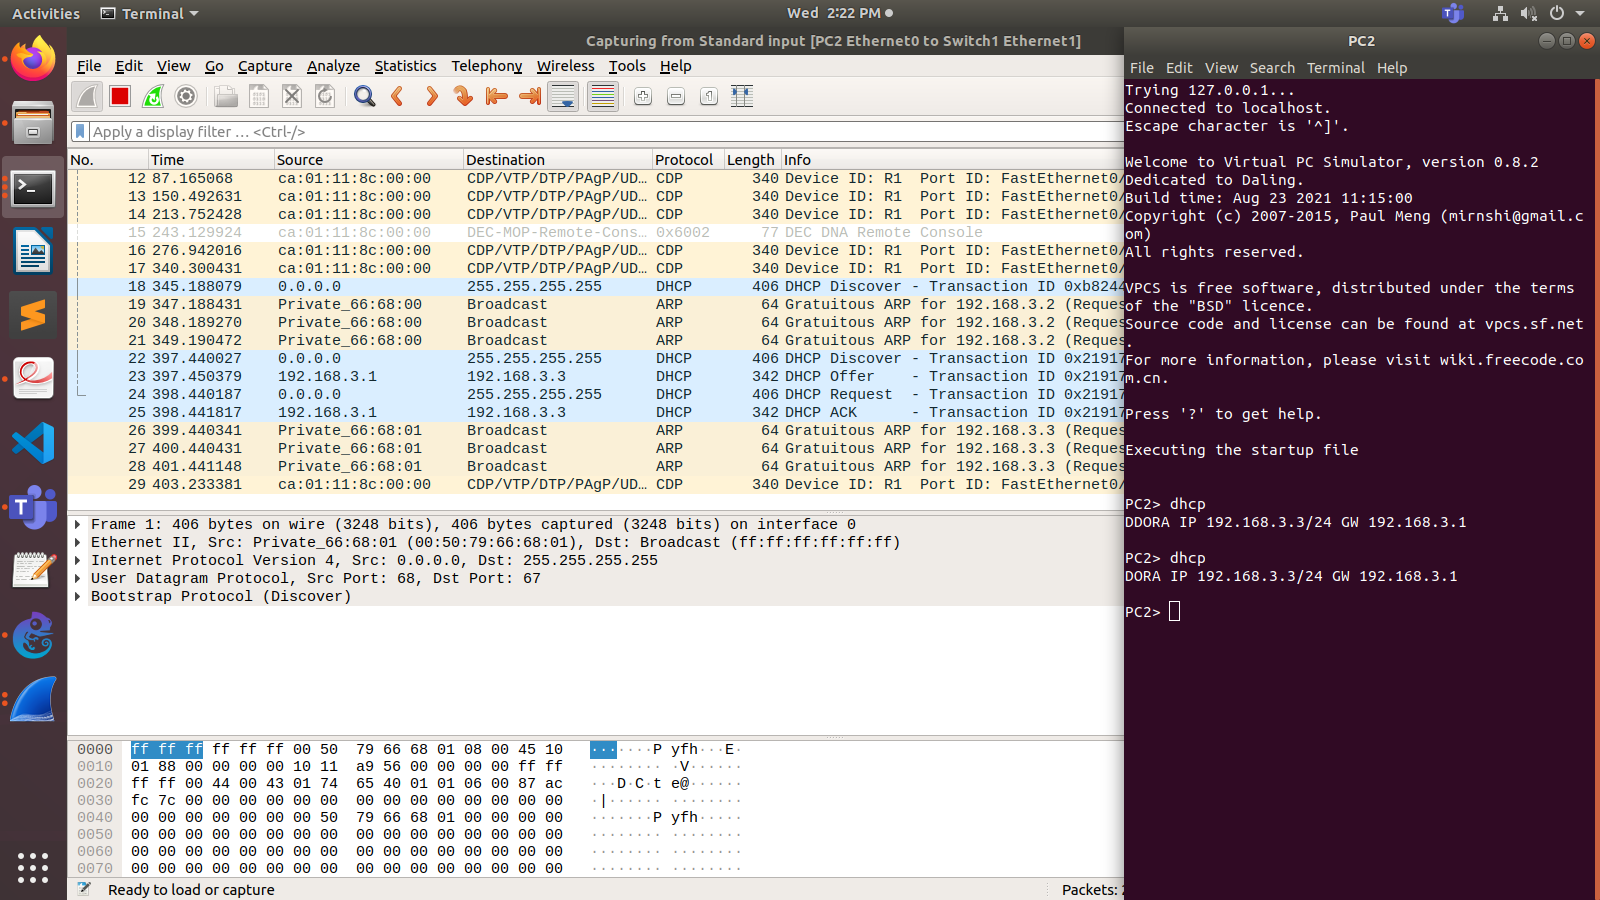 Activities Terminal Wed 2:22 PM
Capturing from Standard input [PC2 Ethernet0 to Switch1 Ethernet1]
File Edit View Go Capture Analyze Statistics Telephony Wireless Tools Help
Apply a display filter … <Ctrl-/>
No. Time Source Destination Protocol Length Info
12 87.165068 ca:01:11:8c:00:00 CDP/VTP/DTP/PAgP/UD… CDP 340 Device ID: R1 Port ID: FastEthernet0/
13 150.492631 ca:01:11:8c:00:00 CDP/VTP/DTP/PAgP/UD… CDP 340 Device ID: R1 Port ID: FastEthernet0/
14 213.752428 ca:01:11:8c:00:00 CDP/VTP/DTP/PAgP/UD… CDP 340 Device ID: R1 Port ID: FastEthernet0/
15 243.129924 ca:01:11:8c:00:00 DEC-MOP-Remote-Cons… 0x6002 77 DEC DNA Remote Console
16 276.942016 ca:01:11:8c:00:00 CDP/VTP/DTP/PAgP/UD… CDP 340 Device ID: R1 Port ID: FastEthernet0/
17 340.300431 ca:01:11:8c:00:00 CDP/VTP/DTP/PAgP/UD… CDP 340 Device ID: R1 Port ID: FastEthernet0/
18 345.188079 0.0.0.0 255.255.255.255 DHCP 406 DHCP Discover - Transaction ID 0xb8244
19 347.188431 Private_66:68:00 Broadcast ARP 64 Gratuitous ARP for 192.168.3.2 (Reques
20 348.189270 Private_66:68:00 Broadcast ARP 64 Gratuitous ARP for 192.168.3.2 (Reques
21 349.190472 Private_66:68:00 Broadcast ARP 64 Gratuitous ARP for 192.168.3.2 (Reques
22 397.440027 0.0.0.0 255.255.255.255 DHCP 406 DHCP Discover - Transaction ID 0x21917
23 397.450379 192.168.3.1 192.168.3.3 DHCP 342 DHCP Offer - Transaction ID 0x21917
24 398.440187 0.0.0.0 255.255.255.255 DHCP 406 DHCP Request - Transaction ID 0x21917
25 398.441817 192.168.3.1 192.168.3.3 DHCP 342 DHCP ACK - Transaction ID 0x21917
26 399.440341 Private_66:68:01 Broadcast ARP 64 Gratuitous ARP for 192.168.3.3 (Reques
27 400.440431 Private_66:68:01 Broadcast ARP 64 Gratuitous ARP for 192.168.3.3 (Reques
28 401.441148 Private_66:68:01 Broadcast ARP 64 Gratuitous ARP for 192.168.3.3 (Reques
29 403.233381 ca:01:11:8c:00:00 CDP/VTP/DTP/PAgP/UD… CDP 340 Device ID: R1 Port ID: FastEthernet0/
Frame 1: 406 bytes on wire (3248 bits), 406 bytes captured (3248 bits) on interface 0
Ethernet II, Src: Private_66:68:01 (00:50:79:66:68:01), Dst: Broadcast (ff:ff:ff:ff:ff:ff)
Internet Protocol Version 4, Src: 0.0.0.0, Dst: 255.255.255.255
User Datagram Protocol, Src Port: 68, Dst Port: 67
Bootstrap Protocol (Discover)
0000 ff ff ff ff ff ff 00 50 79 66 68 01 08 00 45 10 ·······P yfh···E·
0010 01 88 00 00 00 00 10 11 a9 56 00 00 00 00 ff ff ········ ·V······
0020 ff ff 00 44 00 43 01 74 65 40 01 01 06 00 87 ac ···D·C·t e@······
0030 fc 7c 00 00 00 00 00 00 00 00 00 00 00 00 00 00 ·|······ ········
0040 00 00 00 00 00 00 00 50 79 66 68 01 00 00 00 00 ·······P yfh·····
0050 00 00 00 00 00 00 00 00 00 00 00 00 00 00 00 00 ········ ········
0060 00 00 00 00 00 00 00 00 00 00 00 00 00 00 00 00 ········ ········
0070 00 00 00 00 00 00 00 00 00 00 00 00 00 00 00 00 ········ ········
Ready to load or capture Packets:
PC2
File Edit View Search Terminal Help
Trying 127.0.0.1...
Connected to localhost.
Escape character is '^]'.
Welcome to Virtual PC Simulator, version 0.8.2
Dedicated to Daling.
Build time: Aug 23 2021 11:15:00
Copyright (c) 2007-2015, Paul Meng (mirnshi@gmail.c
om)
All rights reserved.
VPCS is free software, distributed under the terms
of the "BSD" licence.
Source code and license can be found at vpcs.sf.net
.
For more information, please visit wiki.freecode.co
m.cn.
Press '?' to get help.
Executing the startup file
PC2> dhcp
DDORA IP 192.168.3.3/24 GW 192.168.3.1
PC2> dhcp
DORA IP 192.168.3.3/24 GW 192.168.3.1
PC2>